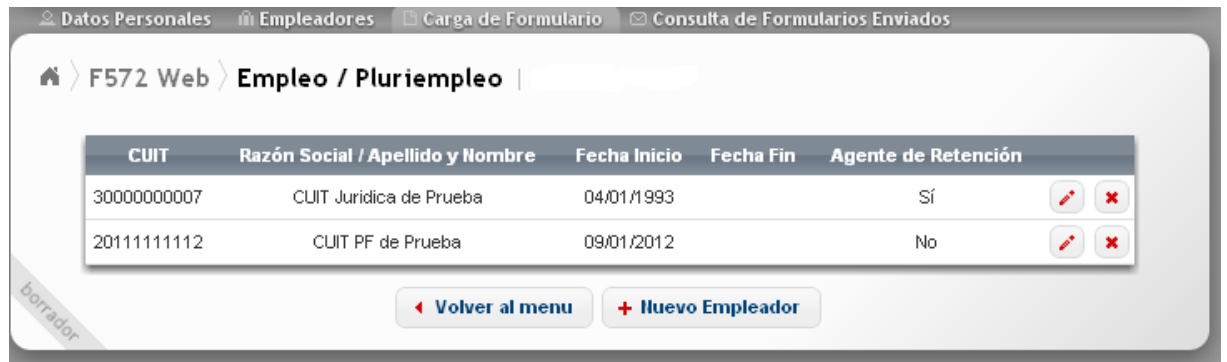 Datos Personales Empleadores Carga de Formulario Consulta de Formularios Enviados
F572 Web Empleo / Pluriempleo |
CUIT Razón Social / Apellido y Nombre Fecha Inicio Fecha Fin Agente de Retención
30000000007 CUIT Juridica de Prueba 04/01/1993 Sí
20111111112 CUIT PF de Prueba 09/01/2012 No
Volver al menu + Nuevo Empleador
borrador